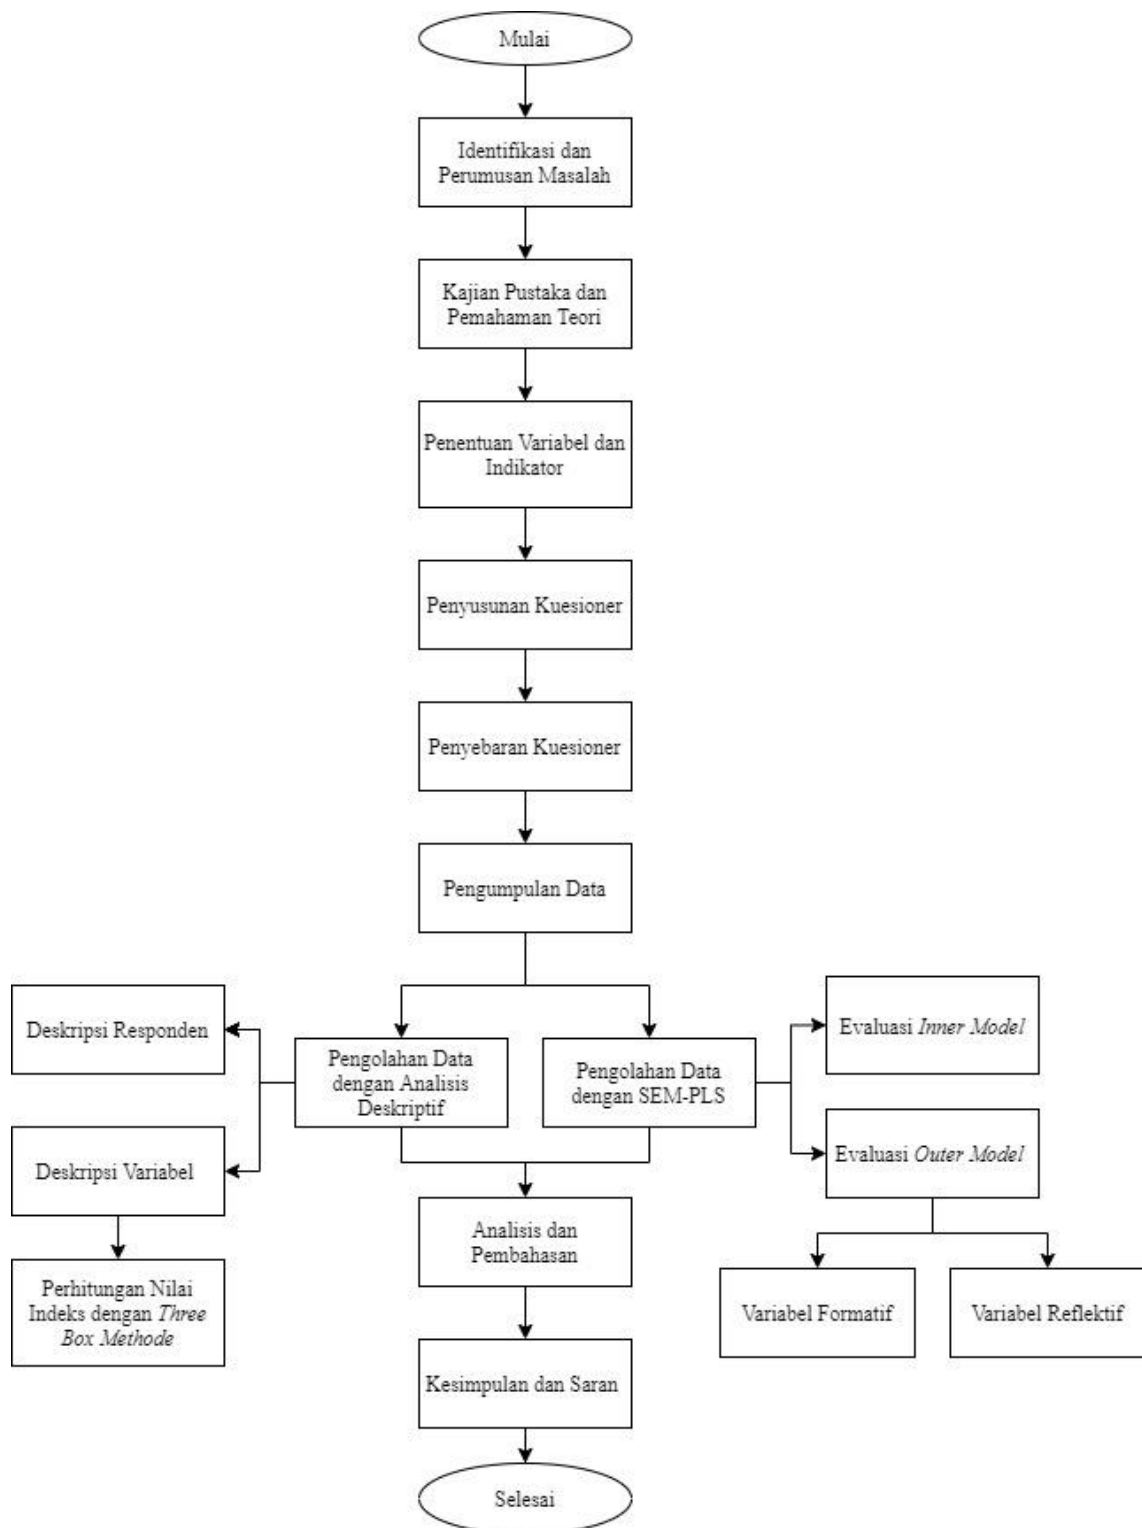 Mulai
Identifikasi dan
Perumusan Masalah
Kajian Pustaka dan
Pemahaman Teori
Penentuan Variabel dan
Indikator
Penyusunan Kuesioner
Penyebaran Kuesioner
Pengumpulan Data
Deskripsi Responden
Deskripsi Variabel
Perhitungan Nilai
Indeks dengan Three
Box Methode
Pengolahan Data
dengan Analisis
Deskriptif
Pengolahan Data
dengan SEM-PLS
Evaluasi Inner Model
Evaluasi Outer Model
Variabel Formatif
Variabel Reflektif
Analisis dan
Pembahasan
Kesimpulan dan Saran
Selesai